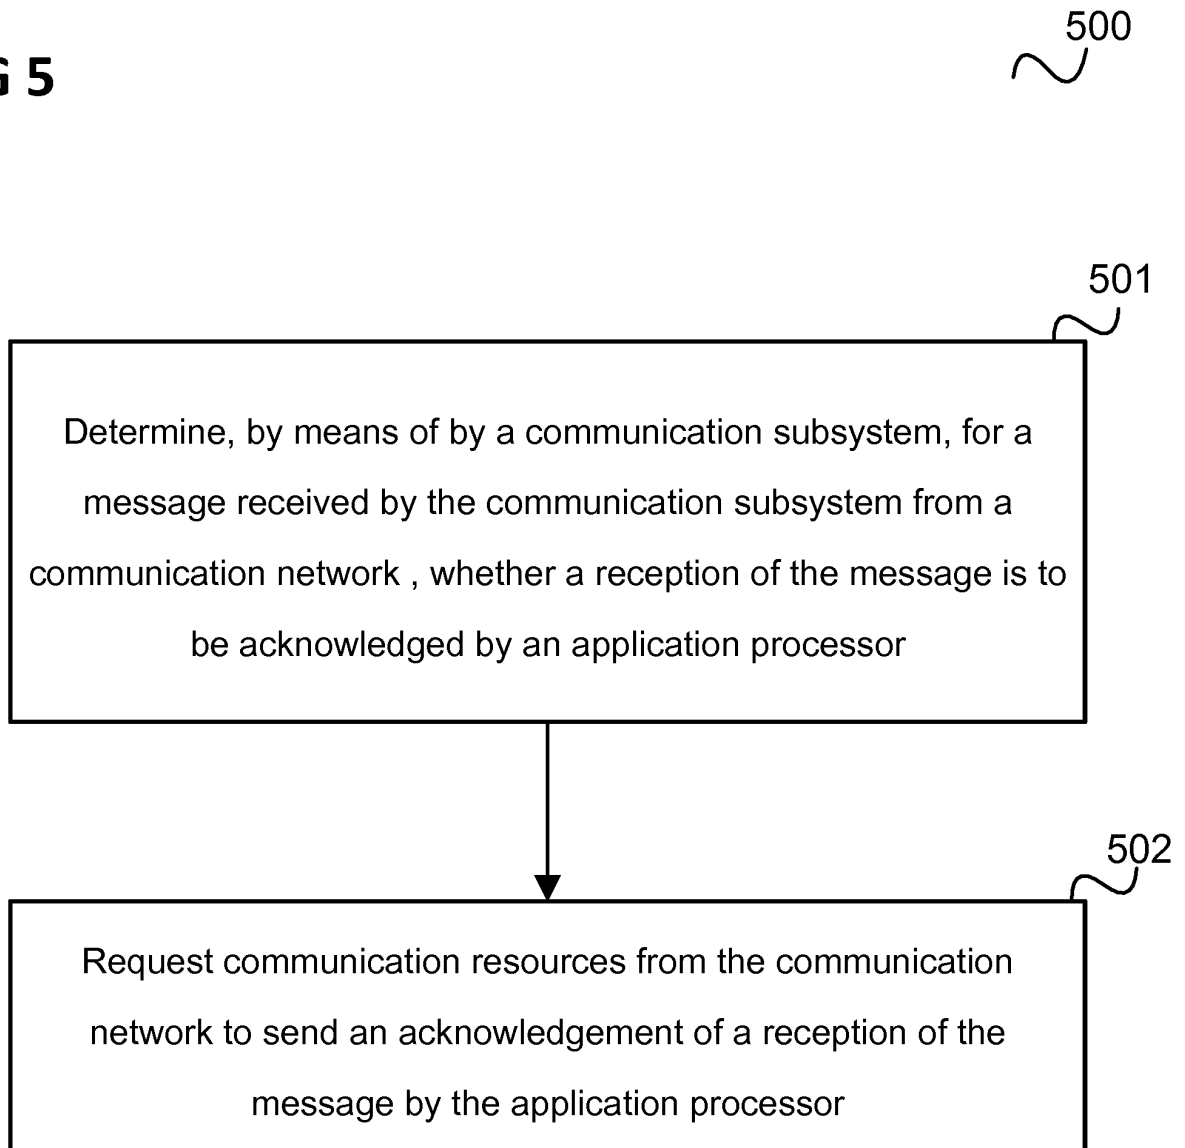 500
G 5
501
Determine, by means of by a communication subsystem, for a
message received by the communication subsystem from a
communication network , whether a reception of the message is to
be acknowledged by an application processor
502
Request communication resources from the communication
network to send an acknowledgement of a reception of the
message by the application processor